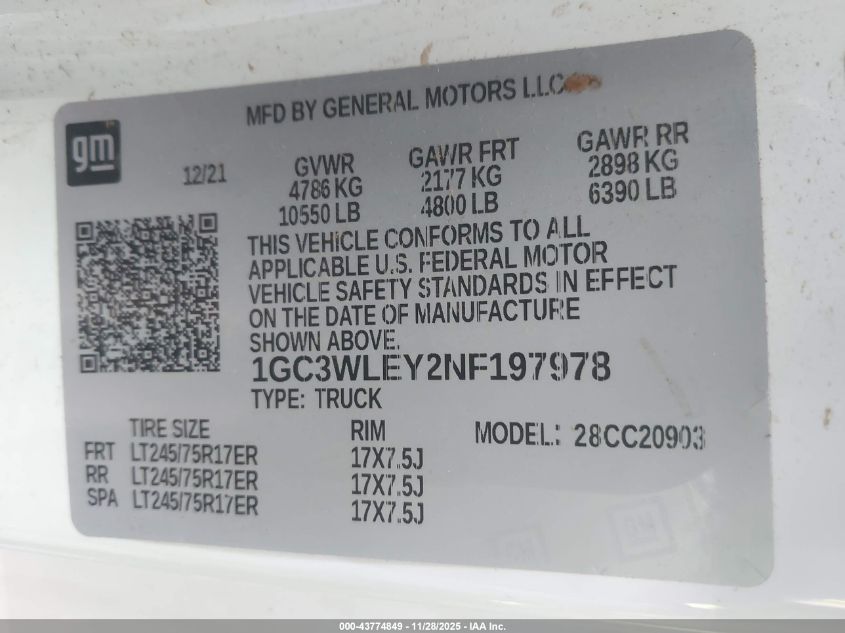 MFD BY GENERAL MOTORS LLC
gm
12/21
GVWR GAWR FRT GAWR RR
4786 KG 2177 KG 2898 KG
10550 LB 4800 LB 6390 LB
THIS VEHICLE CONFORMS TO ALL
APPLICABLE U.S. FEDERAL MOTOR
VEHICLE SAFETY STANDARDS IN EFFECT
ON THE DATE OF MANUFACTURE
SHOWN ABOVE.
1GC3WLEY2NF197978
TYPE: TRUCK
TIRE SIZE RIM MODEL: 28CC20903
FRT LT245/75R17ER 17X7.5J
RR LT245/75R17ER 17X7.5J
SPA LT245/75R17ER 17X7.5J
GM
GM
000-43774849 - 11/28/2025 - IAA Inc.